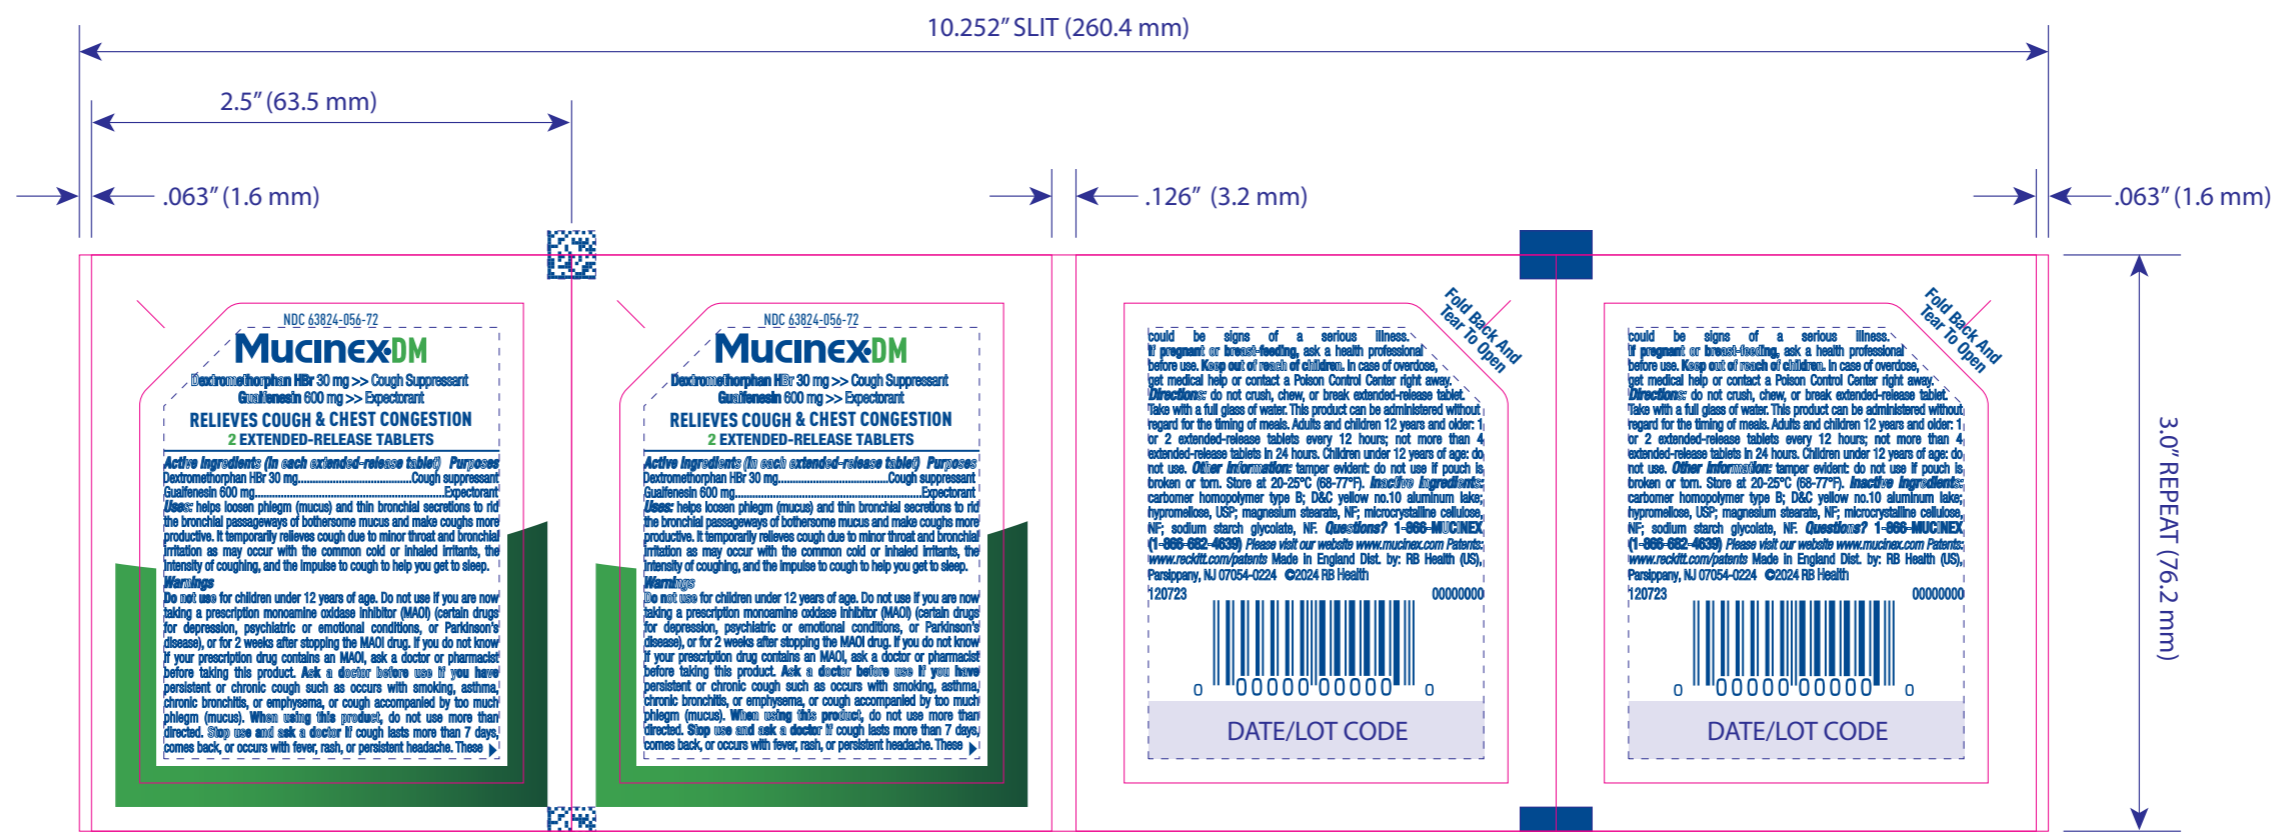 10.252” SLIT (260.4 mm)
2.5” (63.5 mm)
.063” (1.6 mm)
.126” (3.2 mm)
.063” (1.6 mm)
3.0” REPEAT (76.2 mm)
NDC 63824-056-72
Mucinex·DM
Dextromethorphan HBr 30 mg >> Cough Suppressant
Guaifenesin 600 mg >> Expectorant
RELIEVES COUGH & CHEST CONGESTION
2 EXTENDED-RELEASE TABLETS
Active ingredients (in each extended-release tablet) Purposes
Dextromethorphan HBr 30 mg......................................Cough suppressant
Guaifenesin 600 mg...............................................................Expectorant
Uses: helps loosen phlegm (mucus) and thin bronchial secretions to rid
the bronchial passageways of bothersome mucus and make coughs more
productive. It temporarily relieves cough due to minor throat and bronchial
irritation as may occur with the common cold or inhaled irritants, the
intensity of coughing, and the impulse to cough to help you get to sleep.
Warnings
Do not use for children under 12 years of age. Do not use if you are now
taking a prescription monoamine oxidase inhibitor (MAOI) (certain drugs
for depression, psychiatric or emotional conditions, or Parkinson's
disease), or for 2 weeks after stopping the MAOI drug. If you do not know
if your prescription drug contains an MAOI, ask a doctor or pharmacist
before taking this product. Ask a doctor before use if you have
persistent or chronic cough such as occurs with smoking, asthma,
chronic bronchitis, or emphysema, or cough accompanied by too much
phlegm (mucus). When using this product, do not use more than
directed. Stop use and ask a doctor if cough lasts more than 7 days,
comes back, or occurs with fever, rash, or persistent headache. These
NDC 63824-056-72
Mucinex·DM
Dextromethorphan HBr 30 mg >> Cough Suppressant
Guaifenesin 600 mg >> Expectorant
RELIEVES COUGH & CHEST CONGESTION
2 EXTENDED-RELEASE TABLETS
Active ingredients (in each extended-release tablet) Purposes
Dextromethorphan HBr 30 mg......................................Cough suppressant
Guaifenesin 600 mg...............................................................Expectorant
Uses: helps loosen phlegm (mucus) and thin bronchial secretions to rid
the bronchial passageways of bothersome mucus and make coughs more
productive. It temporarily relieves cough due to minor throat and bronchial
irritation as may occur with the common cold or inhaled irritants, the
intensity of coughing, and the impulse to cough to help you get to sleep.
Warnings
Do not use for children under 12 years of age. Do not use if you are now
taking a prescription monoamine oxidase inhibitor (MAOI) (certain drugs
for depression, psychiatric or emotional conditions, or Parkinson's
disease), or for 2 weeks after stopping the MAOI drug. If you do not know
if your prescription drug contains an MAOI, ask a doctor or pharmacist
before taking this product. Ask a doctor before use if you have
persistent or chronic cough such as occurs with smoking, asthma,
chronic bronchitis, or emphysema, or cough accompanied by too much
phlegm (mucus). When using this product, do not use more than
directed. Stop use and ask a doctor if cough lasts more than 7 days,
comes back, or occurs with fever, rash, or persistent headache. These
Fold Back And
Tear To Open
could be signs of a serious illness.
If pregnant or breast-feeding, ask a health professional
before use. Keep out of reach of children. In case of overdose,
get medical help or contact a Poison Control Center right away.
Directions: do not crush, chew, or break extended-release tablet.
Take with a full glass of water. This product can be administered without
regard for the timing of meals. Adults and children 12 years and older: 1
or 2 extended-release tablets every 12 hours; not more than 4
extended-release tablets in 24 hours. Children under 12 years of age: do
not use. Other information: tamper evident: do not use if pouch is
broken or torn. Store at 20-25°C (68-77°F). Inactive ingredients:
carbomer homopolymer type B; D&C yellow no.10 aluminum lake;
hypromellose, USP; magnesium stearate, NF; microcrystalline cellulose,
NF; sodium starch glycolate, NF. Questions? 1-866-MUCINEX
(1-866-682-4639) Please visit our website www.mucinex.com Patents:
www.reckitt.com/patents Made in England Dist. by: RB Health (US),
Parsippany, NJ 07054-0224 ©2024 RB Health
120723 00000000
0 00000 00000 0
DATE/LOT CODE
Fold Back And
Tear To Open
could be signs of a serious illness.
If pregnant or breast-feeding, ask a health professional
before use. Keep out of reach of children. In case of overdose,
get medical help or contact a Poison Control Center right away.
Directions: do not crush, chew, or break extended-release tablet.
Take with a full glass of water. This product can be administered without
regard for the timing of meals. Adults and children 12 years and older: 1
or 2 extended-release tablets every 12 hours; not more than 4
extended-release tablets in 24 hours. Children under 12 years of age: do
not use. Other information: tamper evident: do not use if pouch is
broken or torn. Store at 20-25°C (68-77°F). Inactive ingredients:
carbomer homopolymer type B; D&C yellow no.10 aluminum lake;
hypromellose, USP; magnesium stearate, NF; microcrystalline cellulose,
NF; sodium starch glycolate, NF. Questions? 1-866-MUCINEX
(1-866-682-4639) Please visit our website www.mucinex.com Patents:
www.reckitt.com/patents Made in England Dist. by: RB Health (US),
Parsippany, NJ 07054-0224 ©2024 RB Health
120723 00000000
0 00000 00000 0
DATE/LOT CODE